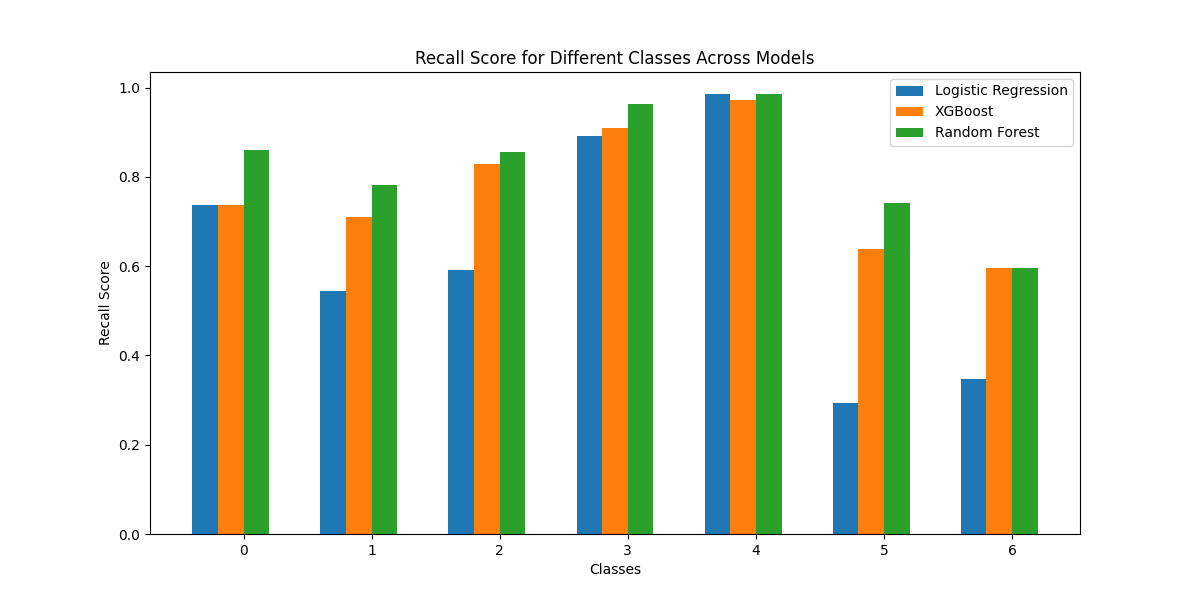 Recall Score for Different Classes Across Models
Logistic Regression
XGBoost
Random Forest
1.0
0.8
0.6
0.4
0.2
0.0
Recall Score
0 1 2 3 4 5 6
Classes